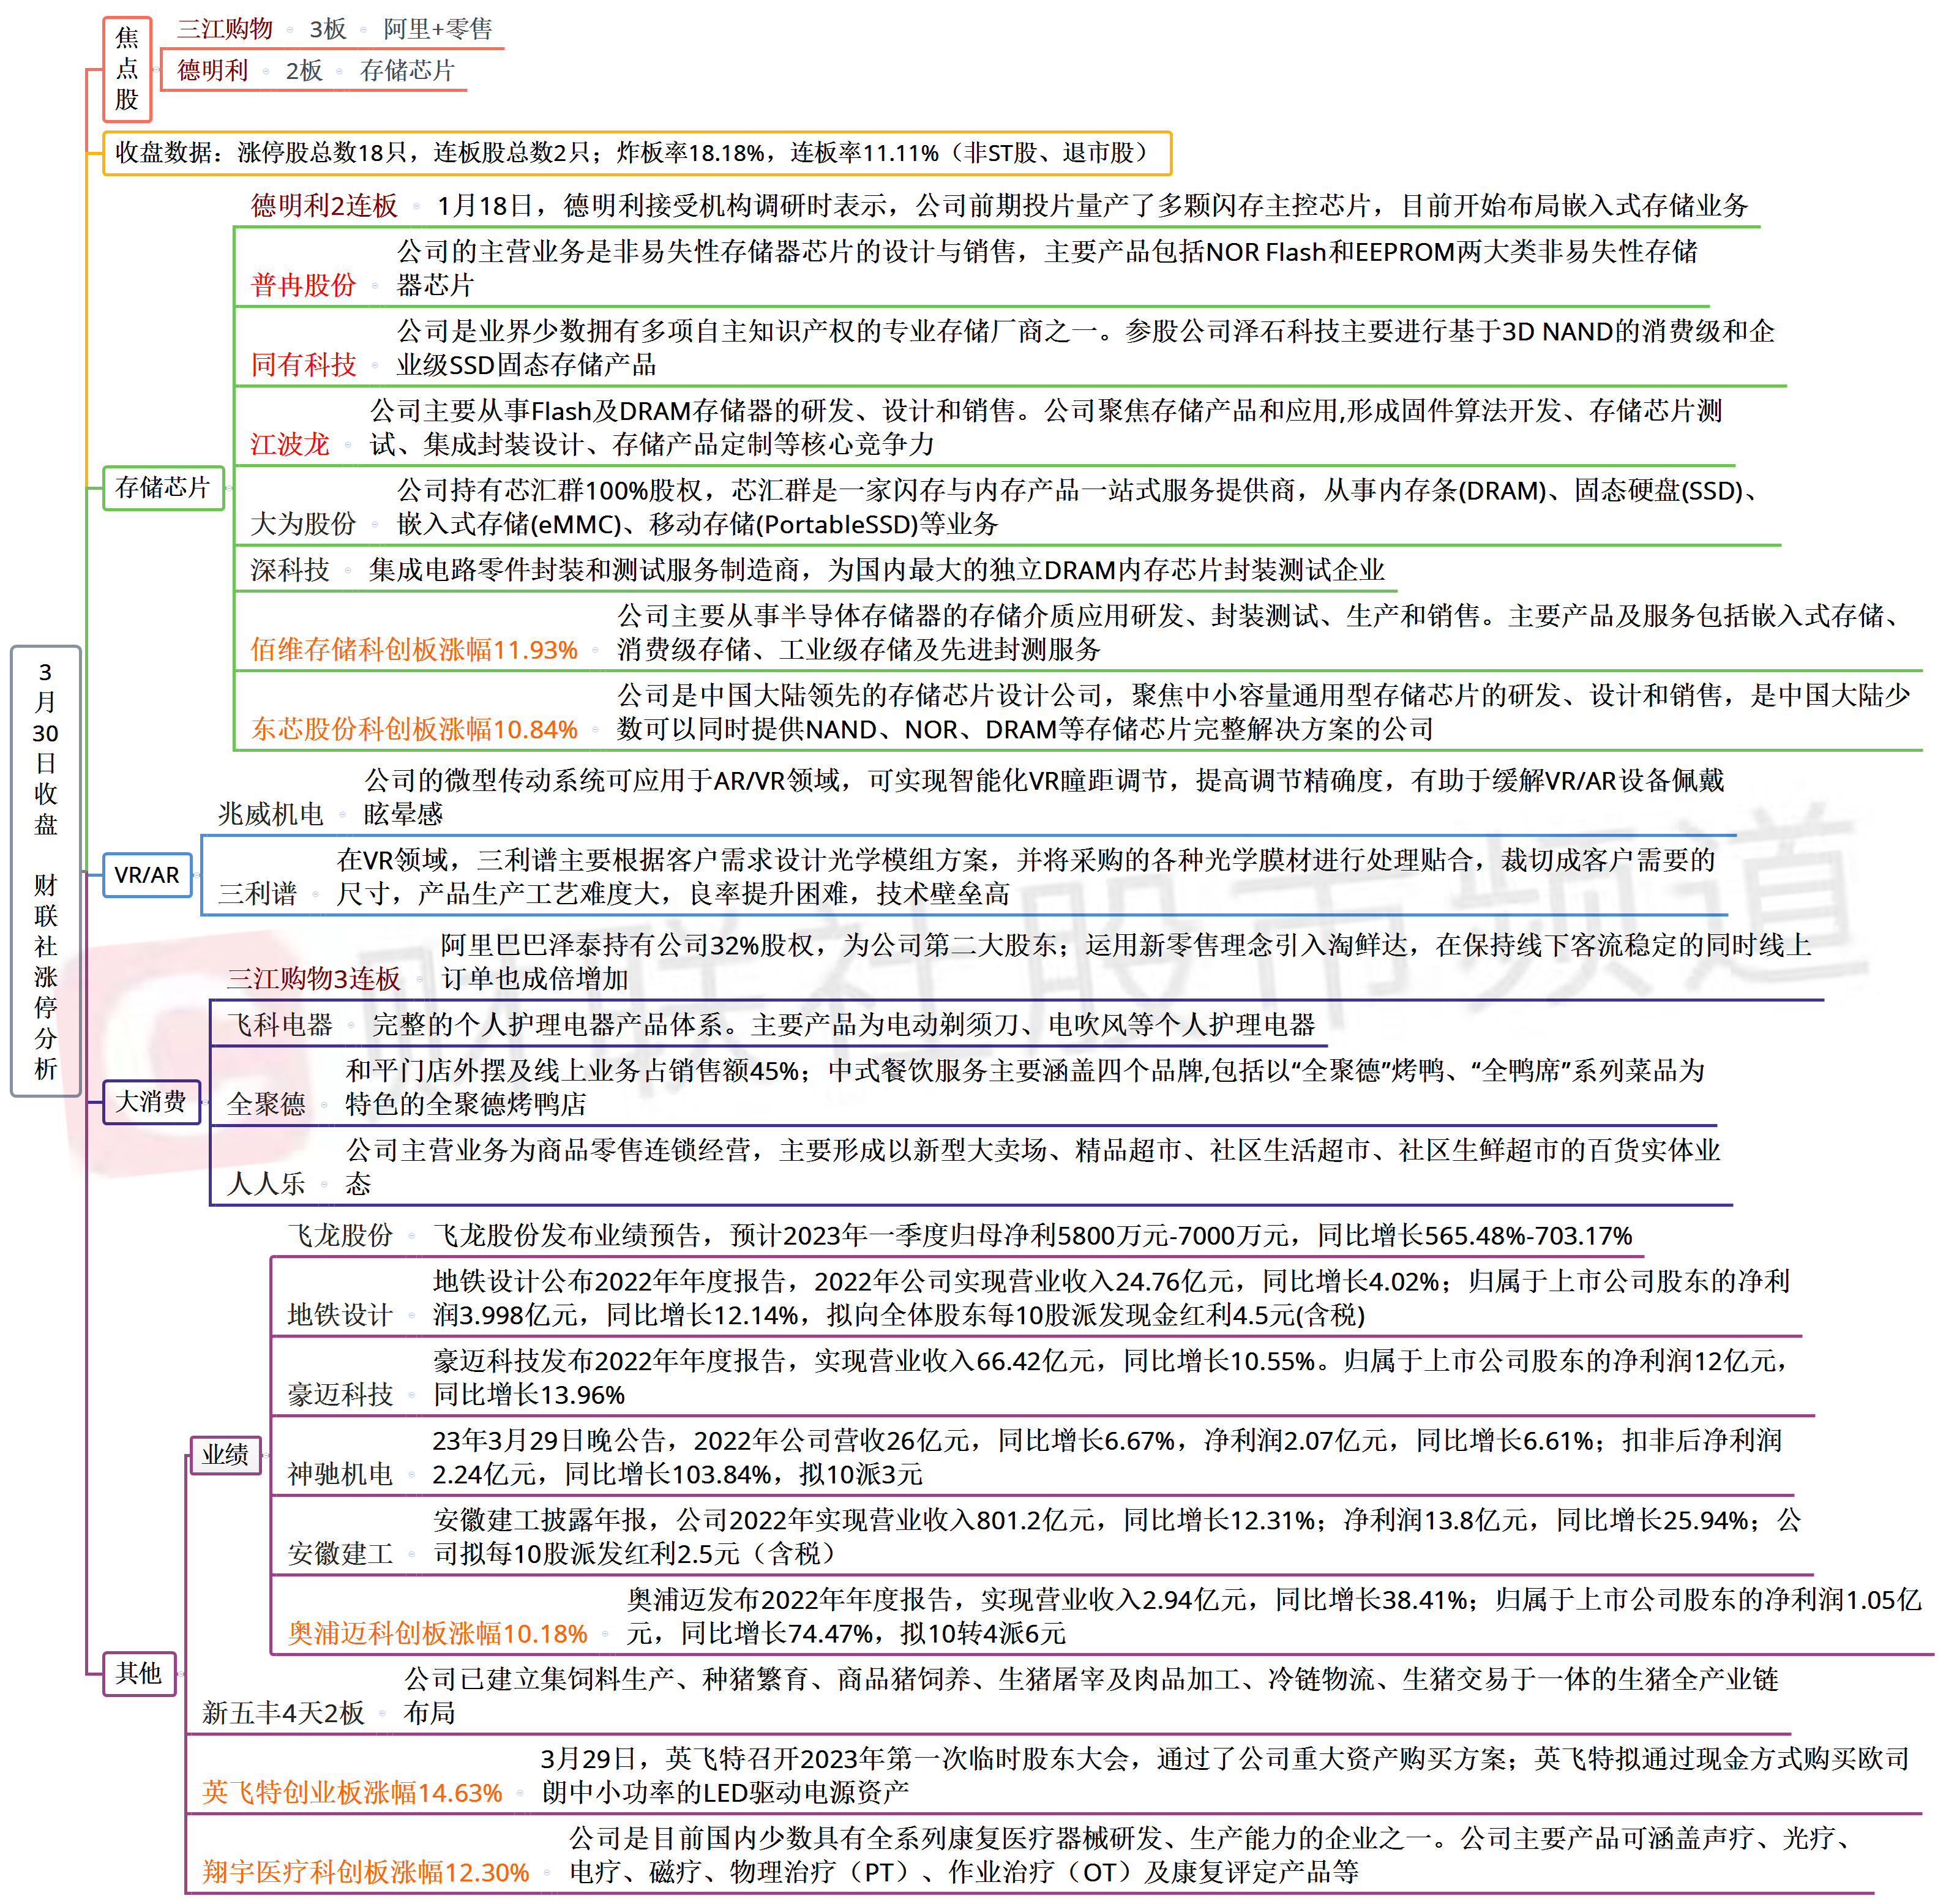 3月30日收盘 财联社涨停分析
焦点股
三江购物 3板 阿里+零售
德明利 2板 存储芯片
收盘数据：涨停股总数18只，连板股总数2只；炸板率18.18%，连板率11.11%（非ST股、退市股）
存储芯片
德明利2连板 1月18日，德明利接受机构调研时表示，公司前期投片量产了多颗闪存主控芯片，目前开始布局嵌入式存储业务
普冉股份
公司的主营业务是非易失性存储器芯片的设计与销售，主要产品包括NOR Flash和EEPROM两大类非易失性存储
器芯片
同有科技
公司是业界少数拥有多项自主知识产权的专业存储厂商之一。参股公司泽石科技主要进行基于3D NAND的消费级和企
业级SSD固态存储产品
江波龙
公司主要从事Flash及DRAM存储器的研发、设计和销售。公司聚焦存储产品和应用,形成固件算法开发、存储芯片测
试、集成封装设计、存储产品定制等核心竞争力
大为股份
公司持有芯汇群100%股权，芯汇群是一家闪存与内存产品一站式服务提供商，从事内存条(DRAM)、固态硬盘(SSD)、
嵌入式存储(eMMC)、移动存储(PortableSSD)等业务
深科技 集成电路零件封装和测试服务制造商，为国内最大的独立DRAM内存芯片封装测试企业
佰维存储科创板涨幅11.93%
公司主要从事半导体存储器的存储介质应用研发、封装测试、生产和销售。主要产品及服务包括嵌入式存储、
消费级存储、工业级存储及先进封测服务
东芯股份科创板涨幅10.84%
公司是中国大陆领先的存储芯片设计公司，聚焦中小容量通用型存储芯片的研发、设计和销售，是中国大陆少
数可以同时提供NAND、NOR、DRAM等存储芯片完整解决方案的公司
VR/AR
兆威机电
公司的微型传动系统可应用于AR/VR领域，可实现智能化VR瞳距调节，提高调节精确度，有助于缓解VR/AR设备佩戴
眩晕感
三利谱
在VR领域，三利谱主要根据客户需求设计光学模组方案，并将采购的各种光学膜材进行处理贴合，裁切成客户需要的
尺寸，产品生产工艺难度大，良率提升困难，技术壁垒高
大消费
三江购物3连板
阿里巴巴泽泰持有公司32%股权，为公司第二大股东；运用新零售理念引入淘鲜达，在保持线下客流稳定的同时线上
订单也成倍增加
飞科电器 完整的个人护理电器产品体系。主要产品为电动剃须刀、电吹风等个人护理电器
全聚德
和平门店外摆及线上业务占销售额45%；中式餐饮服务主要涵盖四个品牌,包括以“全聚德”烤鸭、“全鸭席”系列菜品为
特色的全聚德烤鸭店
人人乐
公司主营业务为商品零售连锁经营，主要形成以新型大卖场、精品超市、社区生活超市、社区生鲜超市的百货实体业
态
其他
业绩
飞龙股份 飞龙股份发布业绩预告，预计2023年一季度归母净利5800万元-7000万元，同比增长565.48%-703.17%
地铁设计
地铁设计公布2022年年度报告，2022年公司实现营业收入24.76亿元，同比增长4.02%；归属于上市公司股东的净利
润3.998亿元，同比增长12.14%，拟向全体股东每10股派发现金红利4.5元(含税)
豪迈科技
豪迈科技发布2022年年度报告，实现营业收入66.42亿元，同比增长10.55%。归属于上市公司股东的净利润12亿元，
同比增长13.96%
神驰机电
23年3月29日晚公告，2022年公司营收26亿元，同比增长6.67%，净利润2.07亿元，同比增长6.61%；扣非后净利润
2.24亿元，同比增长103.84%，拟10派3元
安徽建工
安徽建工披露年报，公司2022年实现营业收入801.2亿元，同比增长12.31%；净利润13.8亿元，同比增长25.94%；公
司拟每10股派发红利2.5元（含税）
奥浦迈科创板涨幅10.18%
奥浦迈发布2022年年度报告，实现营业收入2.94亿元，同比增长38.41%；归属于上市公司股东的净利润1.05亿
元，同比增长74.47%，拟10转4派6元
新五丰4天2板
公司已建立集饲料生产、种猪繁育、商品猪饲养、生猪屠宰及肉品加工、冷链物流、生猪交易于一体的生猪全产业链
布局
英飞特创业板涨幅14.63%
3月29日，英飞特召开2023年第一次临时股东大会，通过了公司重大资产购买方案；英飞特拟通过现金方式购买欧司
朗中小功率的LED驱动电源资产
翔宇医疗科创板涨幅12.30%
公司是目前国内少数具有全系列康复医疗器械研发、生产能力的企业之一。公司主要产品可涵盖声疗、光疗、
电疗、磁疗、物理治疗（PT）、作业治疗（OT）及康复评定产品等
财联社股市频道